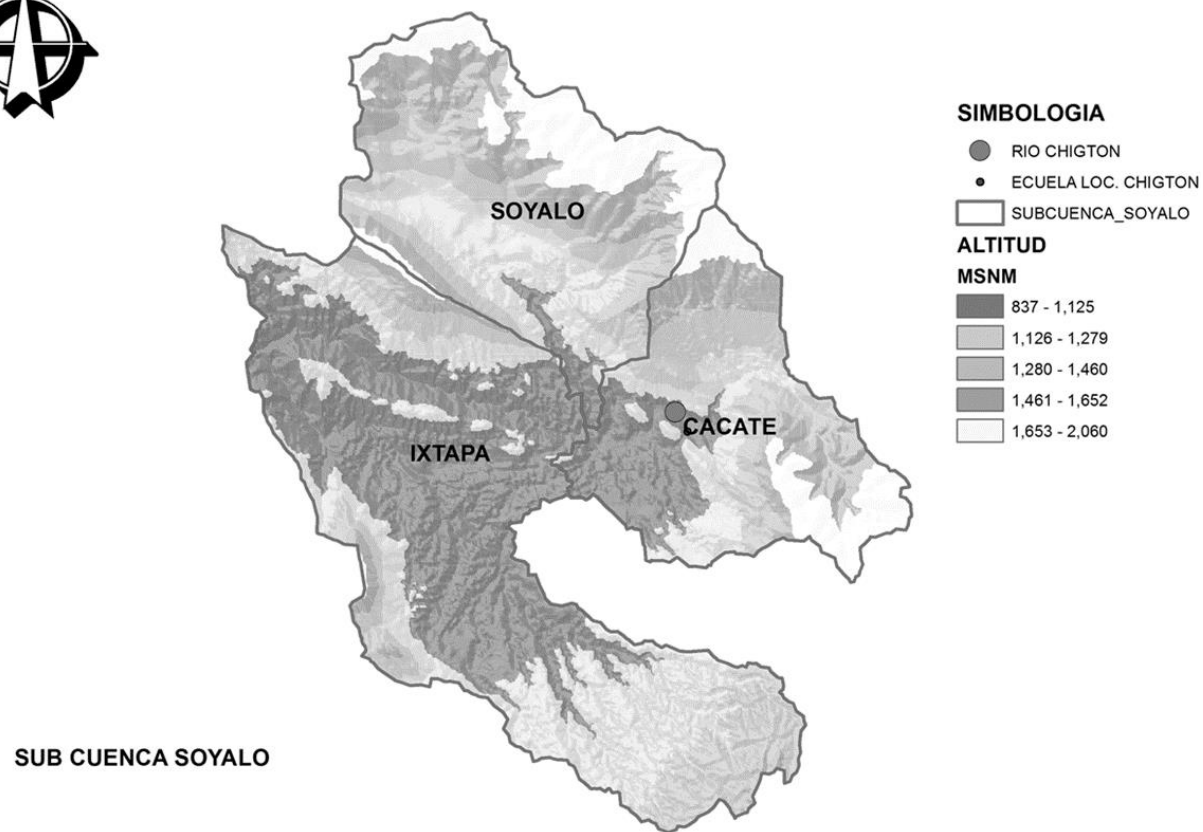 SOYALO
CACATE
IXTAPA
SUB CUENCA SOYALO
SIMBOLOGIA
RIO CHIGTON
ECUELA LOC. CHIGTON
SUBCUENCA_SOYALO
ALTITUD
MSNM
837 - 1,125
1,126 - 1,279
1,280 - 1,460
1,461 - 1,652
1,653 - 2,060